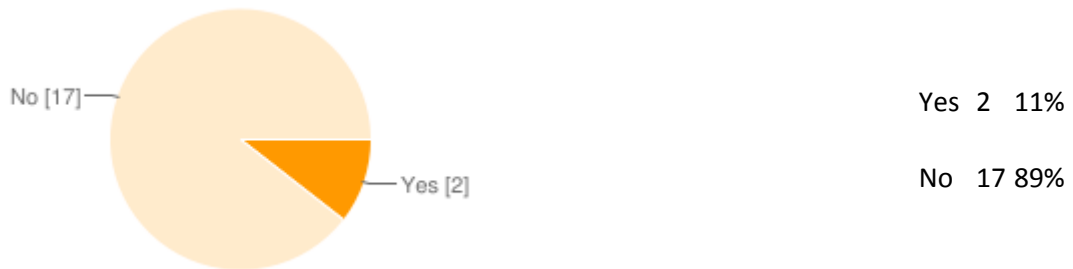 No [17]
Yes [2]
Yes 2 11%
No 17 89%